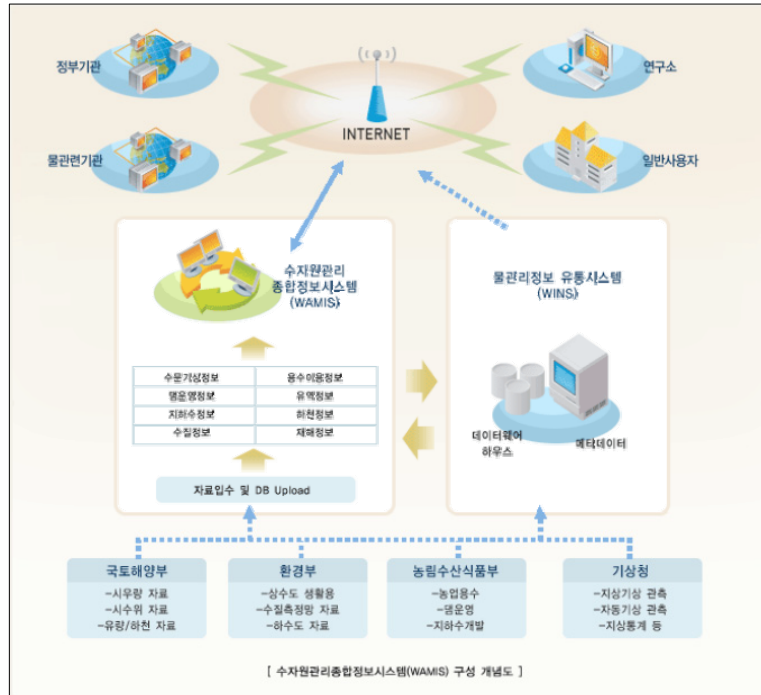 정부기관
연구소
INTERNET
물관련기관
일반사용자
수자원관리
종합정보시스템
(WAMIS)
물관리정보 유통시스템
(WINS)
수문기상정보 용수이용정보
댐운영정보 유역정보
지하수정보 하천정보
수질정보 재해정보
데이터웨어
하우스
메타데이터
자료입수 및 DB Upload
국토해양부
-시우량 자료
-시수위 자료
-유량/하천 자료
환경부
-상수도 생활용
-수질측정망 자료
-하수도 자료
농림수산식품부
-농업용수
-댐운영
-지하수개발
기상청
-지상기상 관측
-자동기상 관측
-지상통계 등
[ 수자원관리종합정보시스템(WAMIS) 구성 개념도 ]